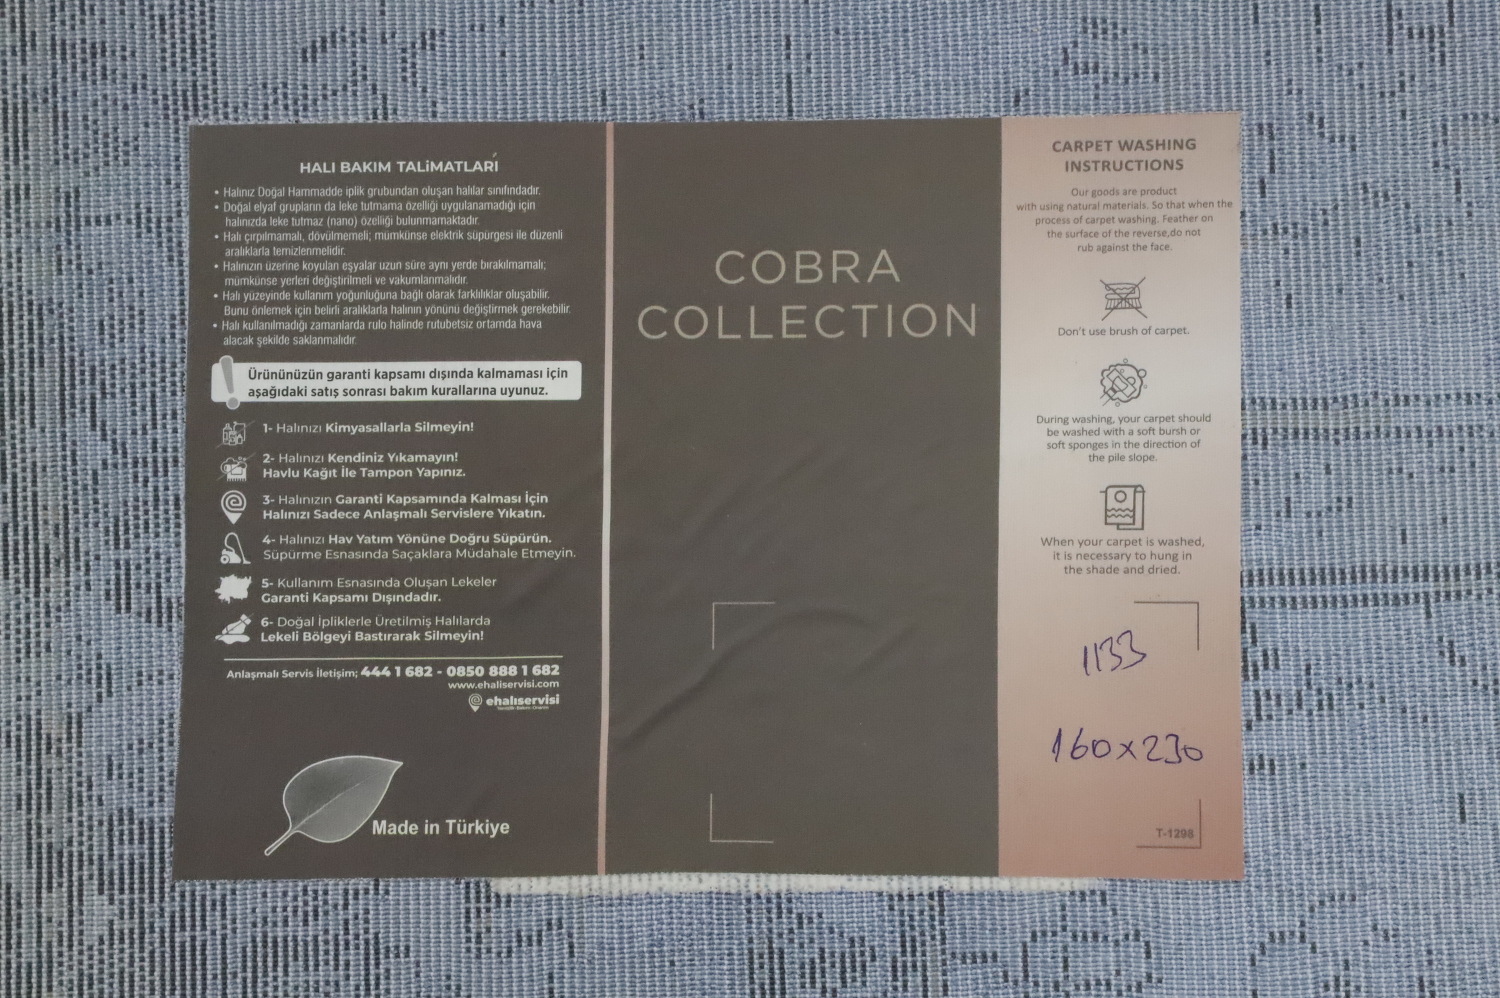 HALI BAKIM TALiMATLARİ
• Halınız Doğal Hammadde iplik grubundan oluşan halılar sınıfındadır.
• Doğal elyaf grupların da leke tutmama özelliği uygulanamadığı için
halınızda leke tutmaz (nano) özelliği bulunmamaktadır.
• Halı çırpılmamalı, dövülmemeli; mümkünse elektrik süpürgesi ile düzenli
aralıklarla temizlenmelidir.
• Halınızın üzerine koyulan eşyalar uzun süre aynı yerde bırakılmamalı;
mümkünse yerleri değiştirilmeli ve vakumlanmalıdır.
• Halı yüzeyinde kullanım yoğunluğuna bağlı olarak farklılıklar oluşabilir.
Bunu önlemek için belirli aralıklarla halının yönünü değiştirmek gerekebilir.
• Halı kullanılmadığı zamanlarda rulo halinde rutubetsiz ortamda hava
alacak şekilde saklanmalıdır.
Ürününüzün garanti kapsamı dışında kalmaması için
aşağıdaki satış sonrası bakım kurallarına uyunuz.
1- Halınızı Kimyasallarla Silmeyin!
2- Halınızı Kendiniz Yıkamayın!
Havlu Kağıt İle Tampon Yapınız.
3- Halınızın Garanti Kapsamında Kalması İçin
Halınızı Sadece Anlaşmalı Servislere Yıkatın.
4- Halınızı Hav Yatım Yönüne Doğru Süpürün.
Süpürme Esnasında Saçaklara Müdahale Etmeyin.
5- Kullanım Esnasında Oluşan Lekeler
Garanti Kapsamı Dışındadır.
6- Doğal İpliklerle Üretilmiş Halılarda
Lekeli Bölgeyi Bastırarak Silmeyin!
Anlaşmalı Servis İletişim; 444 1 682 - 0850 888 1 682
www.ehaliservisi.com
ehalıservisi
Made in Türkiye
COBRA
COLLECTION
CARPET WASHING
INSTRUCTIONS
Our goods are product
with using natural materials. So that when the
process of carpet washing. Feather on
the surface of the reverse,do not
rub against the face.
Don't use brush of carpet.
During washing, your carpet should
be washed with a soft bursh or
soft sponges in the direction of
the pile slope.
When your carpet is washed,
it is necessary to hung in
the shade and dried.
1133
160x230
T-1298